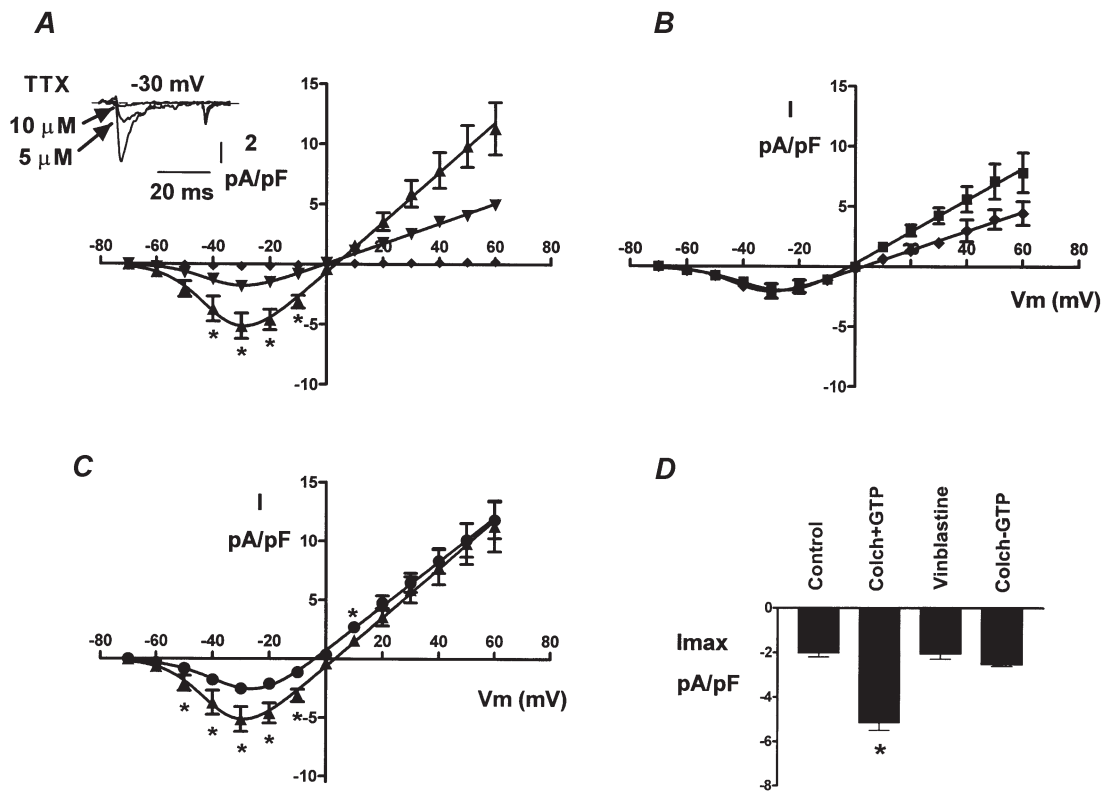 A
TTX
-30 mV
10 μM
5 μM
2
pA/pF
20 ms
15
10
5
-5
-10
-80 -60 -40 -20 20 40 60 80
* * * *
B
I
pA/pF
15
10
5
-5
-10
-80 -60 -40 -20 20 40 60 80
Vm (mV)
C
I
pA/pF
15
10
5
-5
-10
-80 -60 -40 -20 20 40 60 80
Vm (mV)
*
* * * * *
D
Control
Colch+GTP
Vinblastine
Colch-GTP
Imax
pA/pF
0
-2
-4
-6
-8
*